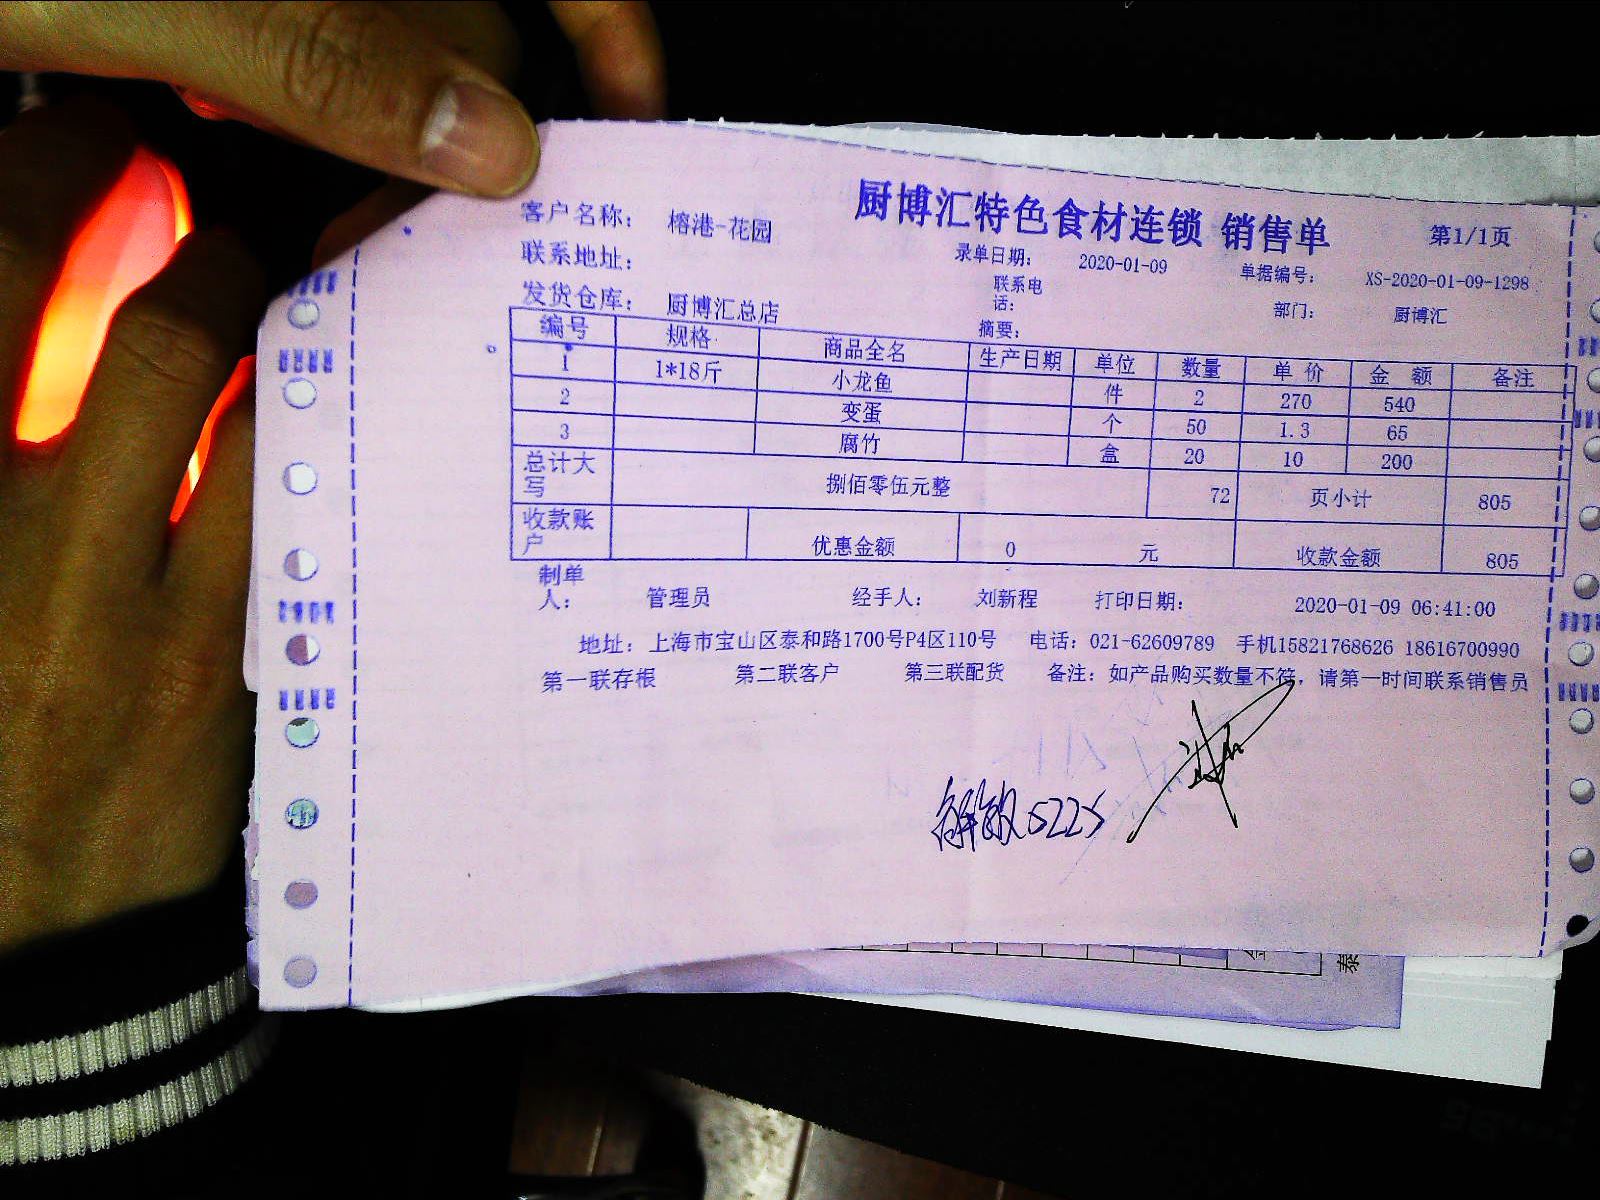 厨博汇特色食材连锁 销售单 第1/1页
客户名称: 榕港-花园 录单日期: 2020-01-09 单据编号: XS-2020-01-09-1298
联系地址: 联系电话: 部门: 厨博汇
发货仓库: 厨博汇总店 摘要:
编号 规格 商品全名 生产日期 单位 数量 单价 金额 备注
1 1*18斤 小龙鱼 件 2 270 540
2 变蛋 个 50 1.3 65
3 腐竹 盒 20 10 200
总计大写 捌佰零伍元整 72 页小计 805
收款账户 优惠金额 0 元 收款金额 805
制单人: 管理员 经手人: 刘新程 打印日期: 2020-01-09 06:41:00
地址: 上海市宝山区泰和路1700号P4区110号 电话: 021-62609789 手机15821768626 18616700990
第一联存根 第二联客户 第三联配货 备注: 如产品购买数量不符, 请第一时间联系销售员
泰